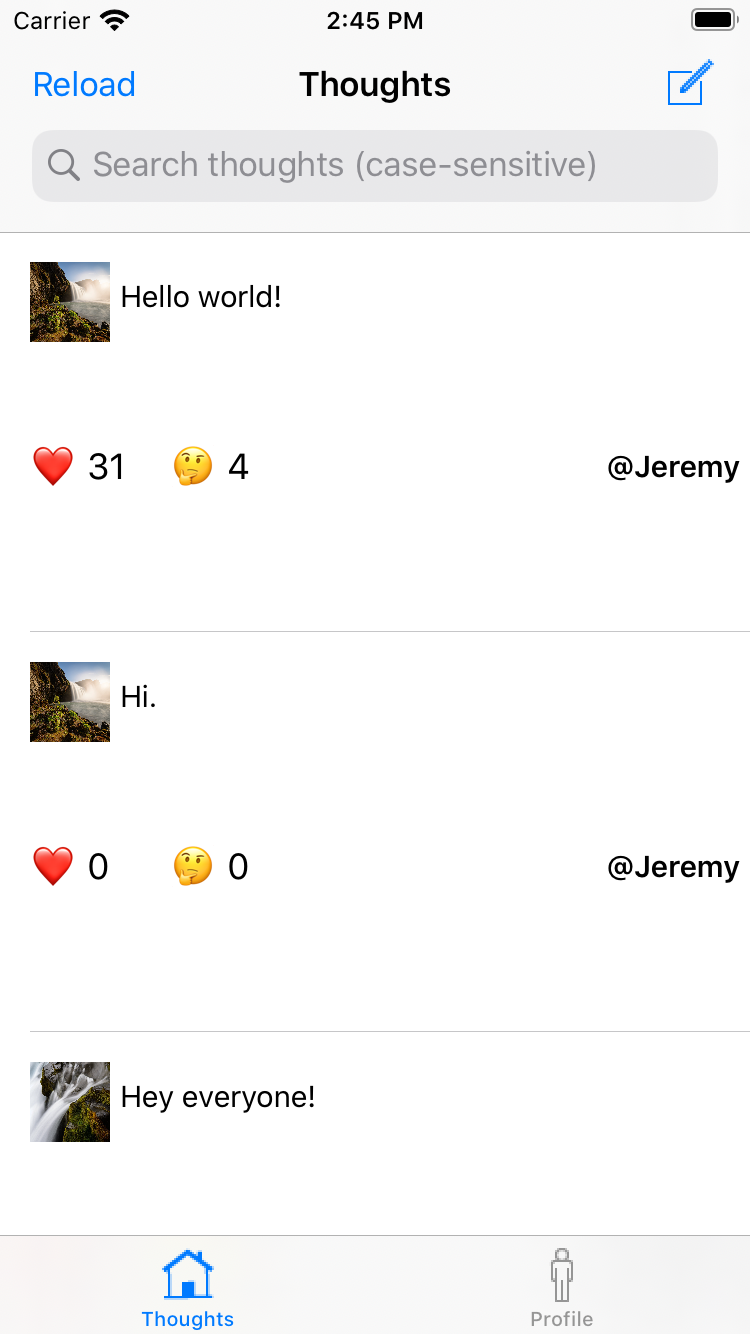 Carrier 2:45 PM
Reload Thoughts
Search thoughts (case-sensitive)
Hello world!
❤️ 31 🤔 4 @Jeremy
Hi.
❤️ 0 🤔 0 @Jeremy
Hey everyone!
Thoughts Profile